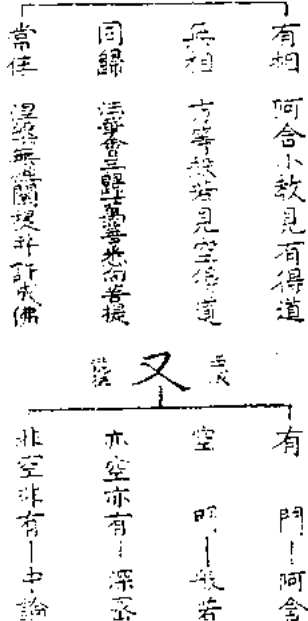 有相 阿含小教見有得道
無相 方等般若見空得道
同歸 法華會三歸一萬善悉向菩提
常住 涅槃 闡提并許成佛
又
有 門—阿含
空 門—般若
亦空亦有—深密
非空非有—中論